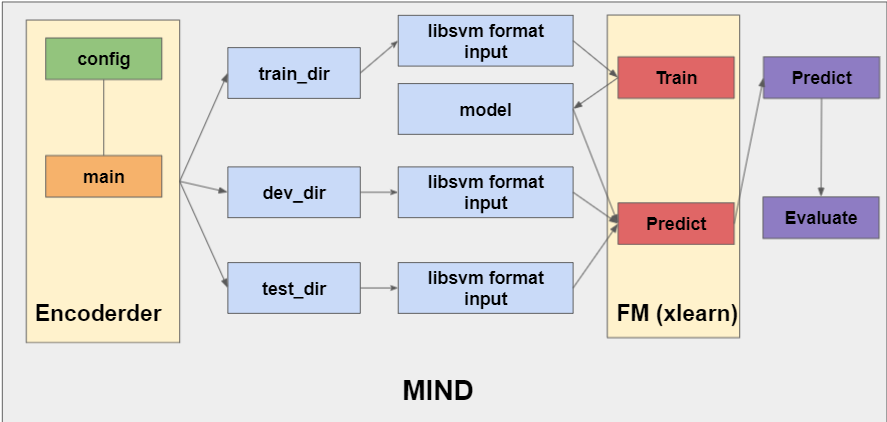 config
main
Encoderder
train_dir
dev_dir
test_dir
libsvm format
input
model
libsvm format
input
libsvm format
input
Train
Predict
FM (xlearn)
Predict
Evaluate
MIND